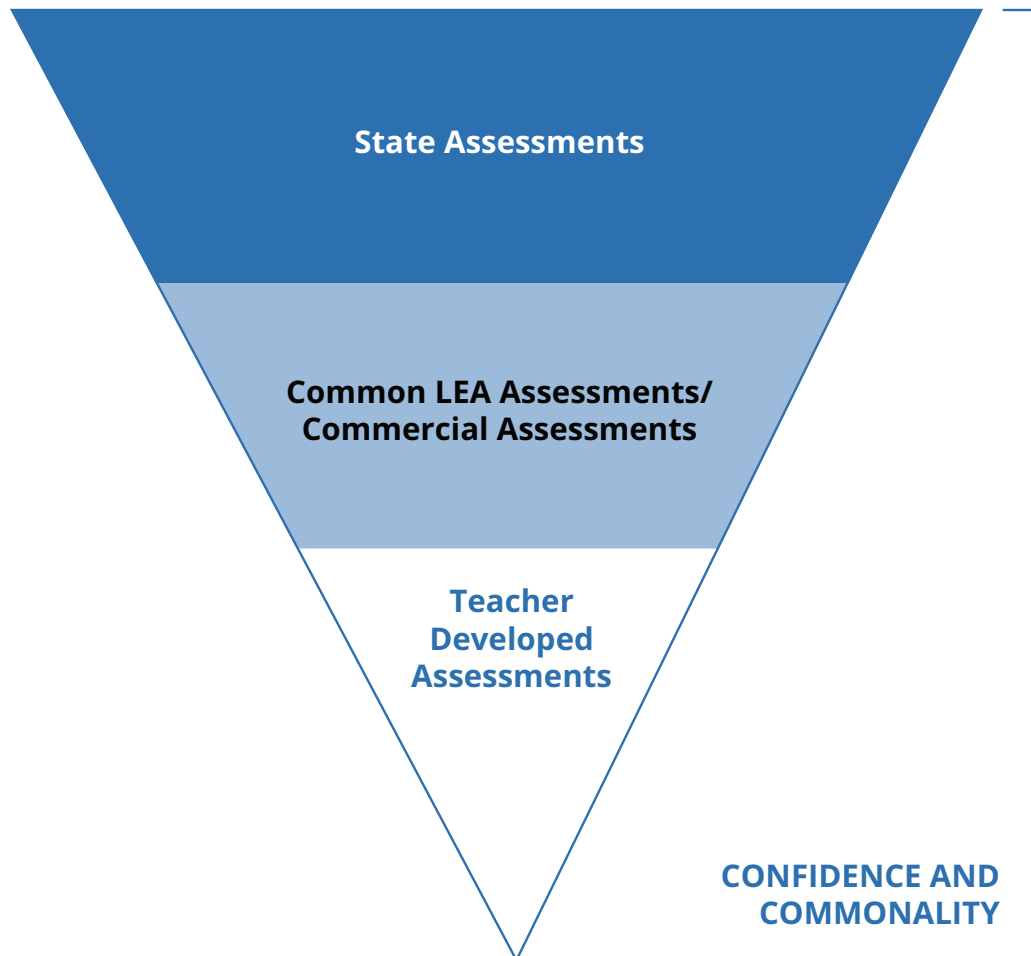 State Assessments
Common LEA Assessments/
Commercial Assessments
Teacher
Developed
Assessments
CONFIDENCE AND
COMMONALITY